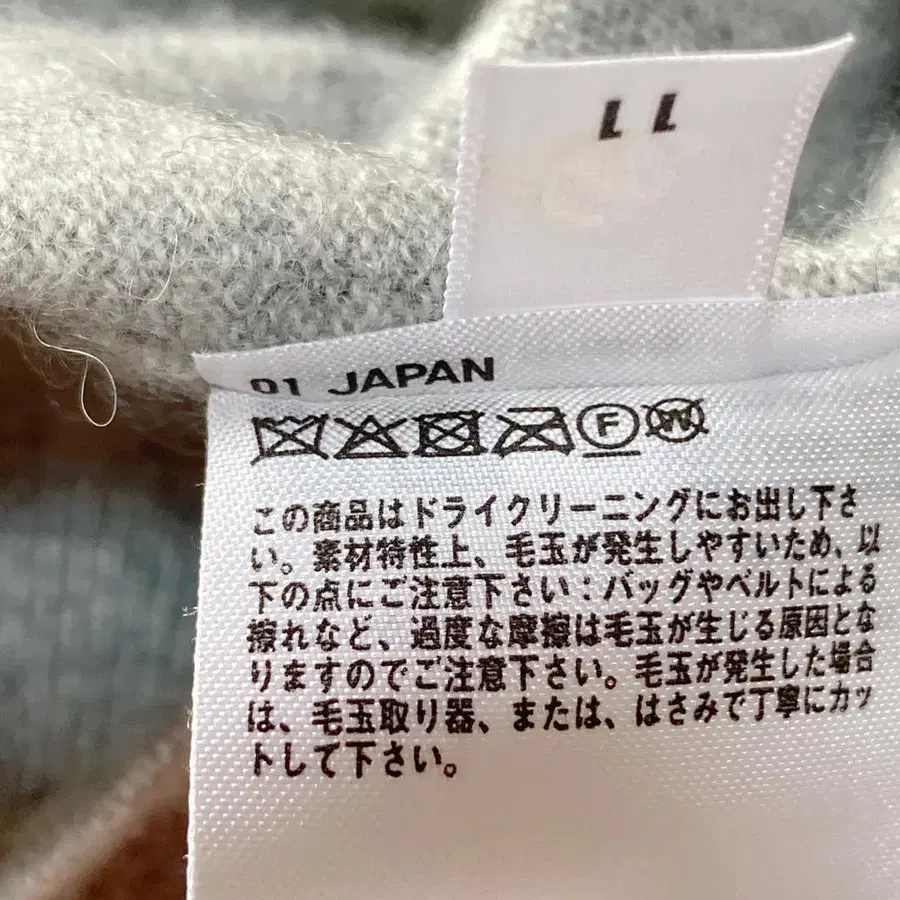 11
01 JAPAN
F W
この商品はドライクリーニングにお出し下さ
い。素材特性上、毛玉が発生しやすいため、以
下の点にご注意下さい：バッグやベルトによる
擦れなど、過度な摩擦は毛玉が生じる原因とな
りますのでご注意下さい。毛玉が発生した場合
は、毛玉取り器、または、はさみで丁寧にカッ
トして下さい。